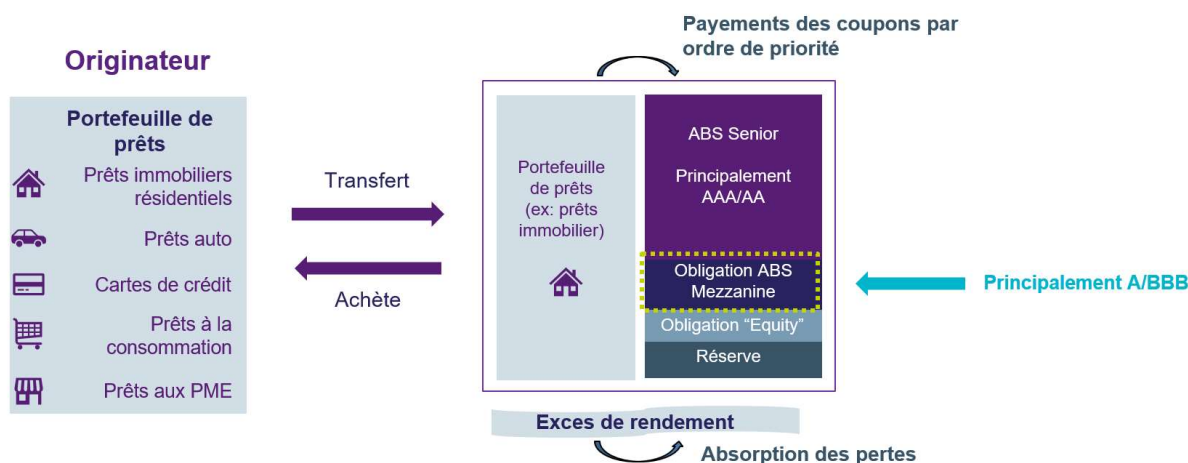 Payements des coupons par
ordre de priorité
Originateur
Portefeuille de
prêts
Prêts immobiliers
résidentiels
Prêts auto
Cartes de crédit
Prêts à la
consommation
Prêts aux PME
Transfert
Achète
Portefeuille
de prêts
(ex: prêts
immobilier)
ABS Senior
Principalement
AAA/AA
Obligation ABS
Mezzanine
Obligation “Equity”
Réserve
Principalement A/BBB
Exces de rendement
Absorption des pertes